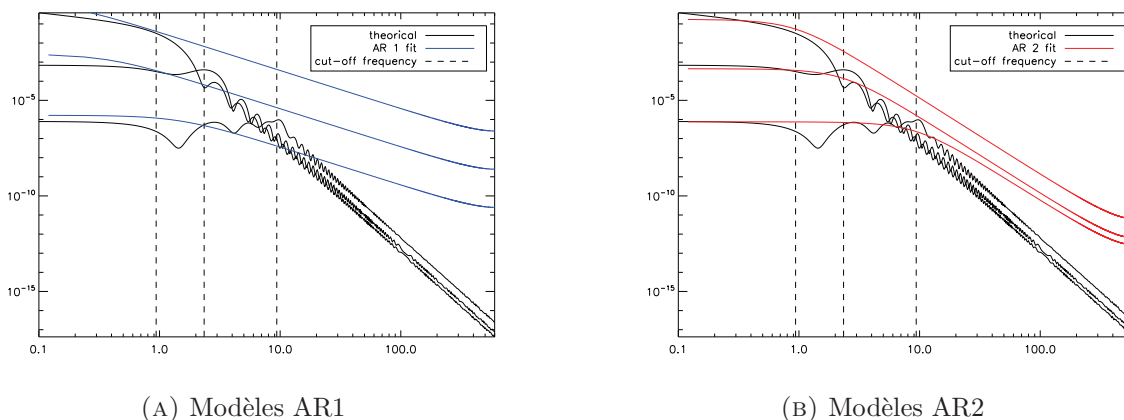 theorical
AR 1 fit
cut-off frequency
10⁻⁵
10⁻¹⁰
10⁻¹⁵
0.1
1.0
10.0
100.0
(A) Modèles AR1
theorical
AR 2 fit
cut-off frequency
10⁻⁵
10⁻¹⁰
10⁻¹⁵
0.1
1.0
10.0
100.0
(B) Modèles AR2